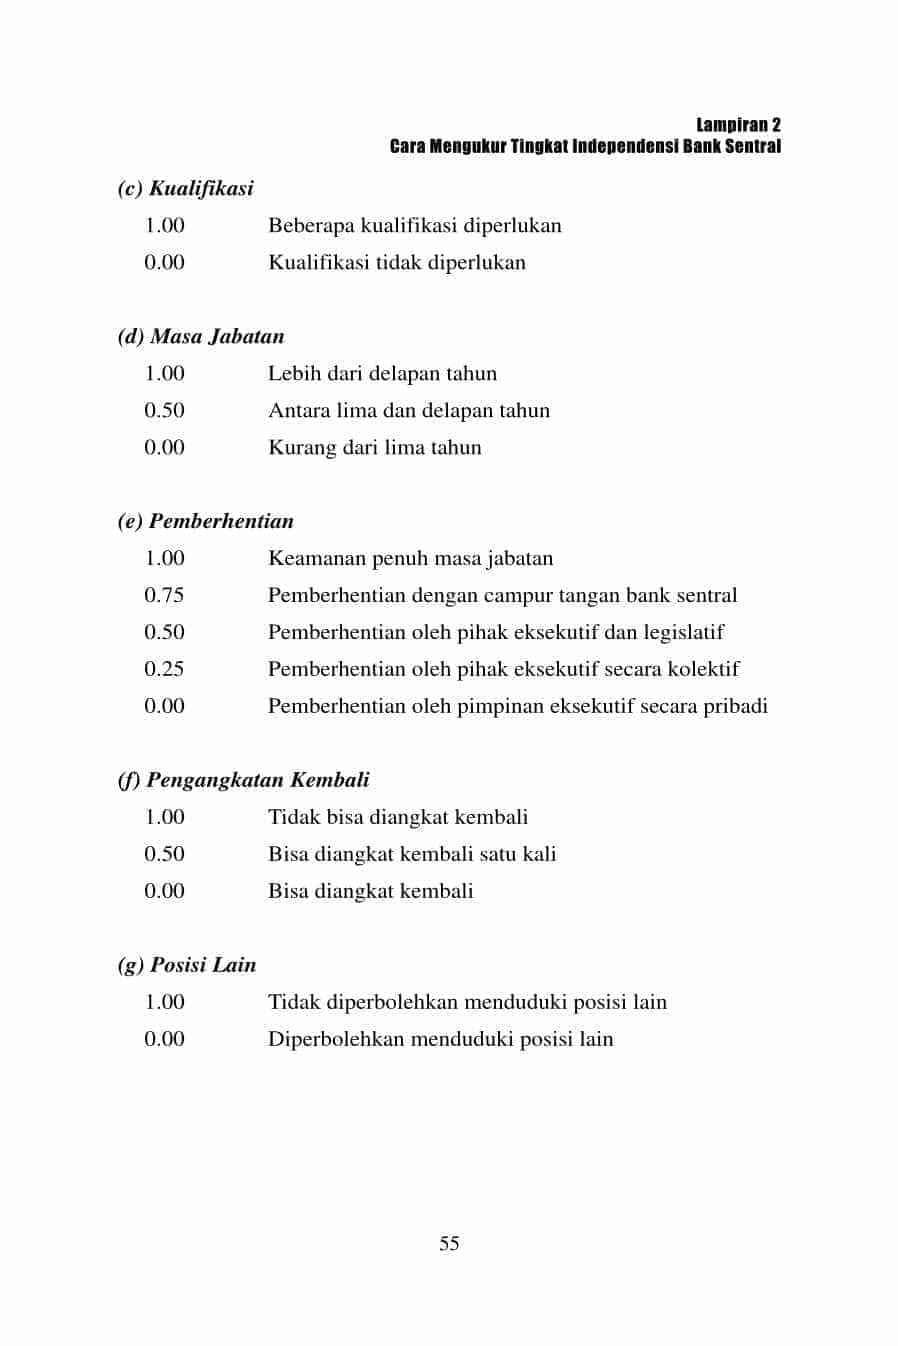 Lampiran 2
Cara Mengukur Tingkat Independensi Bank Sentral
(c) Kualifikasi
1.00 Beberapa kualifikasi diperlukan
0.00 Kualifikasi tidak diperlukan
(d) Masa Jabatan
1.00 Lebih dari delapan tahun
0.50 Antara lima dan delapan tahun
0.00 Kurang dari lima tahun
(e) Pemberhentian
1.00 Keamanan penuh masa jabatan
0.75 Pemberhentian dengan campur tangan bank sentral
0.50 Pemberhentian oleh pihak eksekutif dan legislatif
0.25 Pemberhentian oleh pihak eksekutif secara kolektif
0.00 Pemberhentian oleh pimpinan eksekutif secara pribadi
(f) Pengangkatan Kembali
1.00 Tidak bisa diangkat kembali
0.50 Bisa diangkat kembali satu kali
0.00 Bisa diangkat kembali
(g) Posisi Lain
1.00 Tidak diperbolehkan menduduki posisi lain
0.00 Diperbolehkan menduduki posisi lain
55